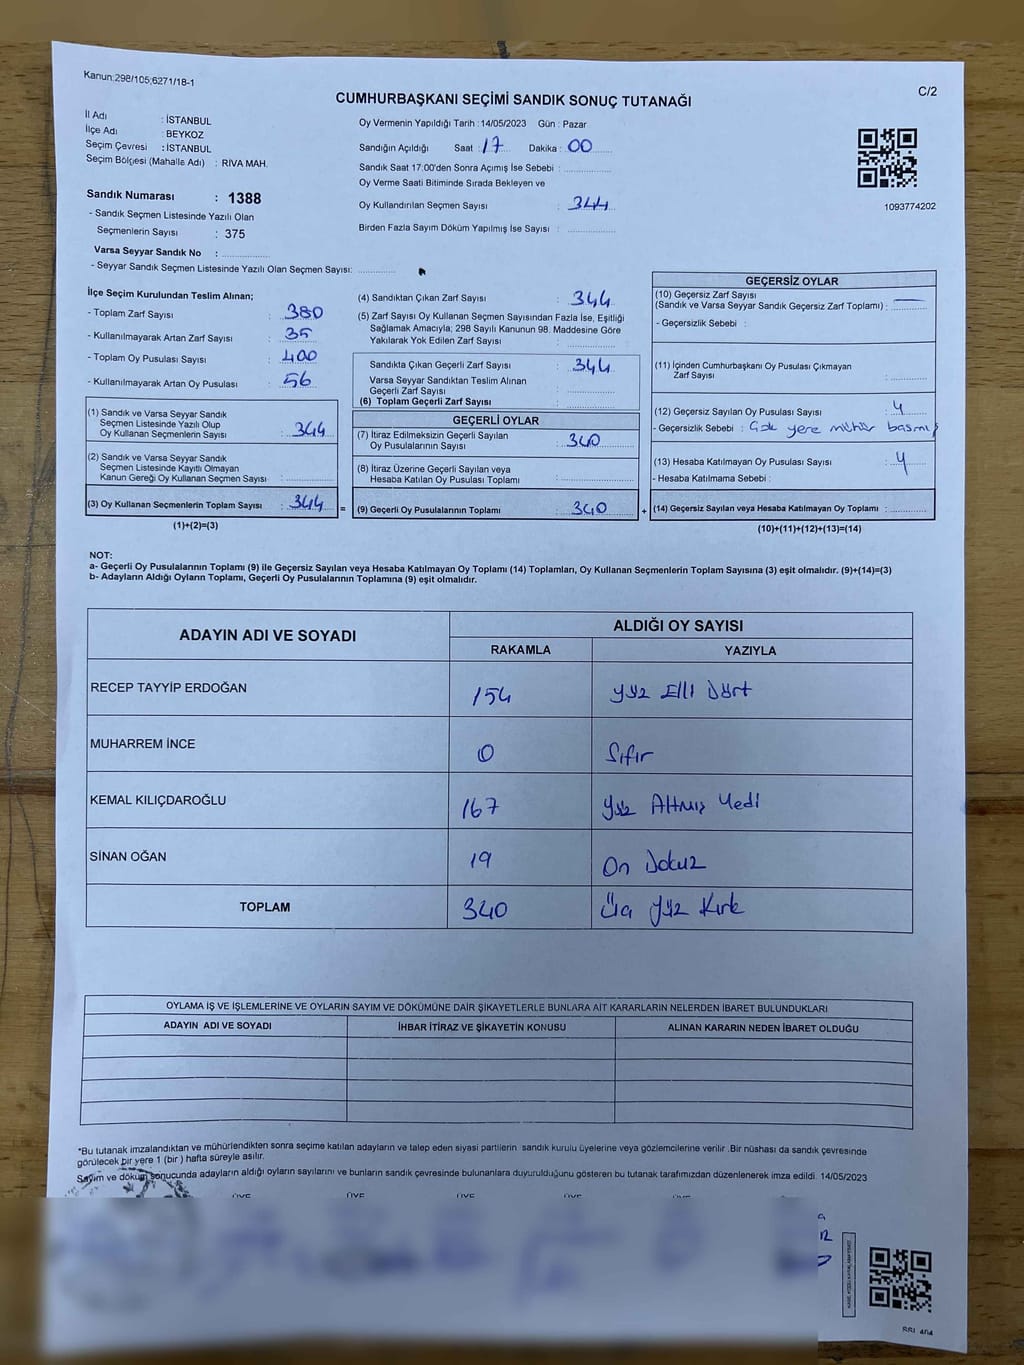 Kanun:298/105;6271/18-1
C/2
CUMHURBAŞKANI SEÇİMİ SANDIK SONUÇ TUTANAĞI
İl Adı : İSTANBUL
İlçe Adı : BEYKOZ
Seçim Çevresi : İSTANBUL
Seçim Bölgesi (Mahalle Adı) : RİVA MAH.
Sandık Numarası : 1388
- Sandık Seçmen Listesinde Yazılı Olan
Seçmenlerin Sayısı : 375
Varsa Seyyar Sandık No :
- Seyyar Sandık Seçmen Listesinde Yazılı Olan Seçmen Sayısı:
Oy Vermenin Yapıldığı Tarih :14/05/2023 Gün : Pazar
Sandığın Açıldığı Saat : 17 Dakika : 00
Sandık Saat 17:00'den Sonra Açımış İse Sebebi :
Oy Verme Saati Bitiminde Sırada Bekleyen ve
Oy Kullandırılan Seçmen Sayısı : 344
Birden Fazla Sayım Döküm Yapılmış İse Sayısı :
1093774202
İlçe Seçim Kurulundan Teslim Alınan;
- Toplam Zarf Sayısı : 380
- Kullanılmayarak Artan Zarf Sayısı : 35
- Toplam Oy Pusulası Sayısı : 400
- Kullanılmayarak Artan Oy Pusulası : 56
(1) Sandık ve Varsa Seyyar Sandık
Seçmen Listesinde Yazılı Olup
Oy Kullanan Seçmenlerin Sayısı : 344
(2) Sandık ve Varsa Seyyar Sandık
Seçmen Listesinde Kayıtlı Olmayan
Kanun Gereği Oy Kullanan Seçmen Sayısı :
(3) Oy Kullanan Seçmenlerin Toplam Sayısı : 344
(1)+(2)=(3)
=
(4) Sandıktan Çıkan Zarf Sayısı : 344
(5) Zarf Sayısı Oy Kullanan Seçmen Sayısından Fazla İse, Eşitliği
Sağlamak Amacıyla; 298 Sayılı Kanunun 98. Maddesine Göre
Yakılarak Yok Edilen Zarf Sayısı :
Sandıkta Çıkan Geçerli Zarf Sayısı : 344
Varsa Seyyar Sandıktan Teslim Alınan
Geçerli Zarf Sayısı :
(6) Toplam Geçerli Zarf Sayısı :
GEÇERLİ OYLAR
(7) İtiraz Edilmeksizin Geçerli Sayılan
Oy Pusulalarının Sayısı : 340
(8) İtiraz Üzerine Geçerli Sayılan veya
Hesaba Katılan Oy Pusulası Toplamı :
(9) Geçerli Oy Pusulalarının Toplamı : 340
+
GEÇERSİZ OYLAR
(10) Geçersiz Zarf Sayısı
(Sandık ve Varsa Seyyar Sandık Geçersiz Zarf Toplamı) : —
- Geçersizlik Sebebi :
(11) İçinden Cumhurbaşkanı Oy Pusulası Çıkmayan
Zarf Sayısı :
(12) Geçersiz Sayılan Oy Pusulası Sayısı : 4
- Geçersizlik Sebebi : Çok yere mühür basmış
(13) Hesaba Katılmayan Oy Pusulası Sayısı : 4
- Hesaba Katılmama Sebebi :
(14) Geçersiz Sayılan veya Hesaba Katılmayan Oy Toplamı :
(10)+(11)+(12)+(13)=(14)
NOT:
a- Geçerli Oy Pusulalarının Toplamı (9) ile Geçersiz Sayılan veya Hesaba Katılmayan Oy Toplamı (14) Toplamları, Oy Kullanan Seçmenlerin Toplam Sayısına (3) eşit olmalıdır. (9)+(14)=(3)
b- Adayların Aldığı Oyların Toplamı, Geçerli Oy Pusulalarının Toplamına (9) eşit olmalıdır.
ADAYIN ADI VE SOYADI
ALDIĞI OY SAYISI
RAKAMLA YAZIYLA
RECEP TAYYİP ERDOĞAN 154 Yüz Elli Dört
MUHARREM İNCE 0 Sıfır
KEMAL KILIÇDAROĞLU 167 Yüz Altmış Yedi
SİNAN OĞAN 19 On Dokuz
TOPLAM 340 Üç Yüz Kırk
OYLAMA İŞ VE İŞLEMLERİNE VE OYLARIN SAYIM VE DÖKÜMÜNE DAİR ŞİKAYETLERLE BUNLARA AİT KARARLARIN NELERDEN İBARET BULUNDUKLARI
ADAYIN ADI VE SOYADI İHBAR İTİRAZ VE ŞİKAYETİN KONUSU ALINAN KARARIN NEDEN İBARET OLDUĞU
*Bu tutanak imzalandıktan ve mühürlendikten sonra seçime katılan adayların ve talep eden siyasi partilerin sandık kurulu üyelerine veya gözlemcilerine verilir .Bir nüshası da sandık çevresinde
görülecek bir yere 1 (bir ) hafta süreyle asılır.
Sayım ve döküm sonucunda adayların aldığı oyların sayılarını ve bunların sandık çevresinde bulunanlara duyurulduğunu gösteren bu tutanak tarafımızdan düzenlenerek imza edildi. 14/05/2023
ÜYE ÜYE ÜYE ÜYE ÜYE